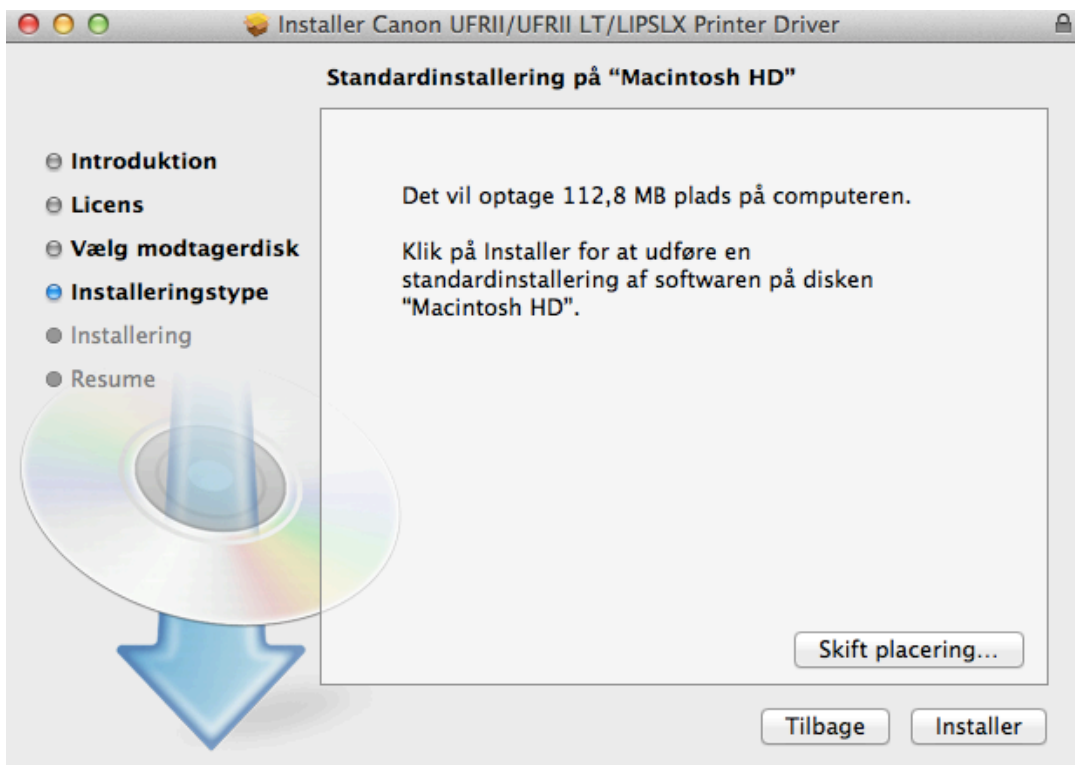 Installer Canon UFRII/UFRII LT/LIPSLX Printer Driver
Standardinstallering på “Macintosh HD”
Introduktion
Licens
Vælg modtagerdisk
Installeringstype
Installering
Resume
Det vil optage 112,8 MB plads på computeren.
Klik på Installer for at udføre en
standardinstallering af softwaren på disken
“Macintosh HD”.
Skift placering...
Tilbage
Installer